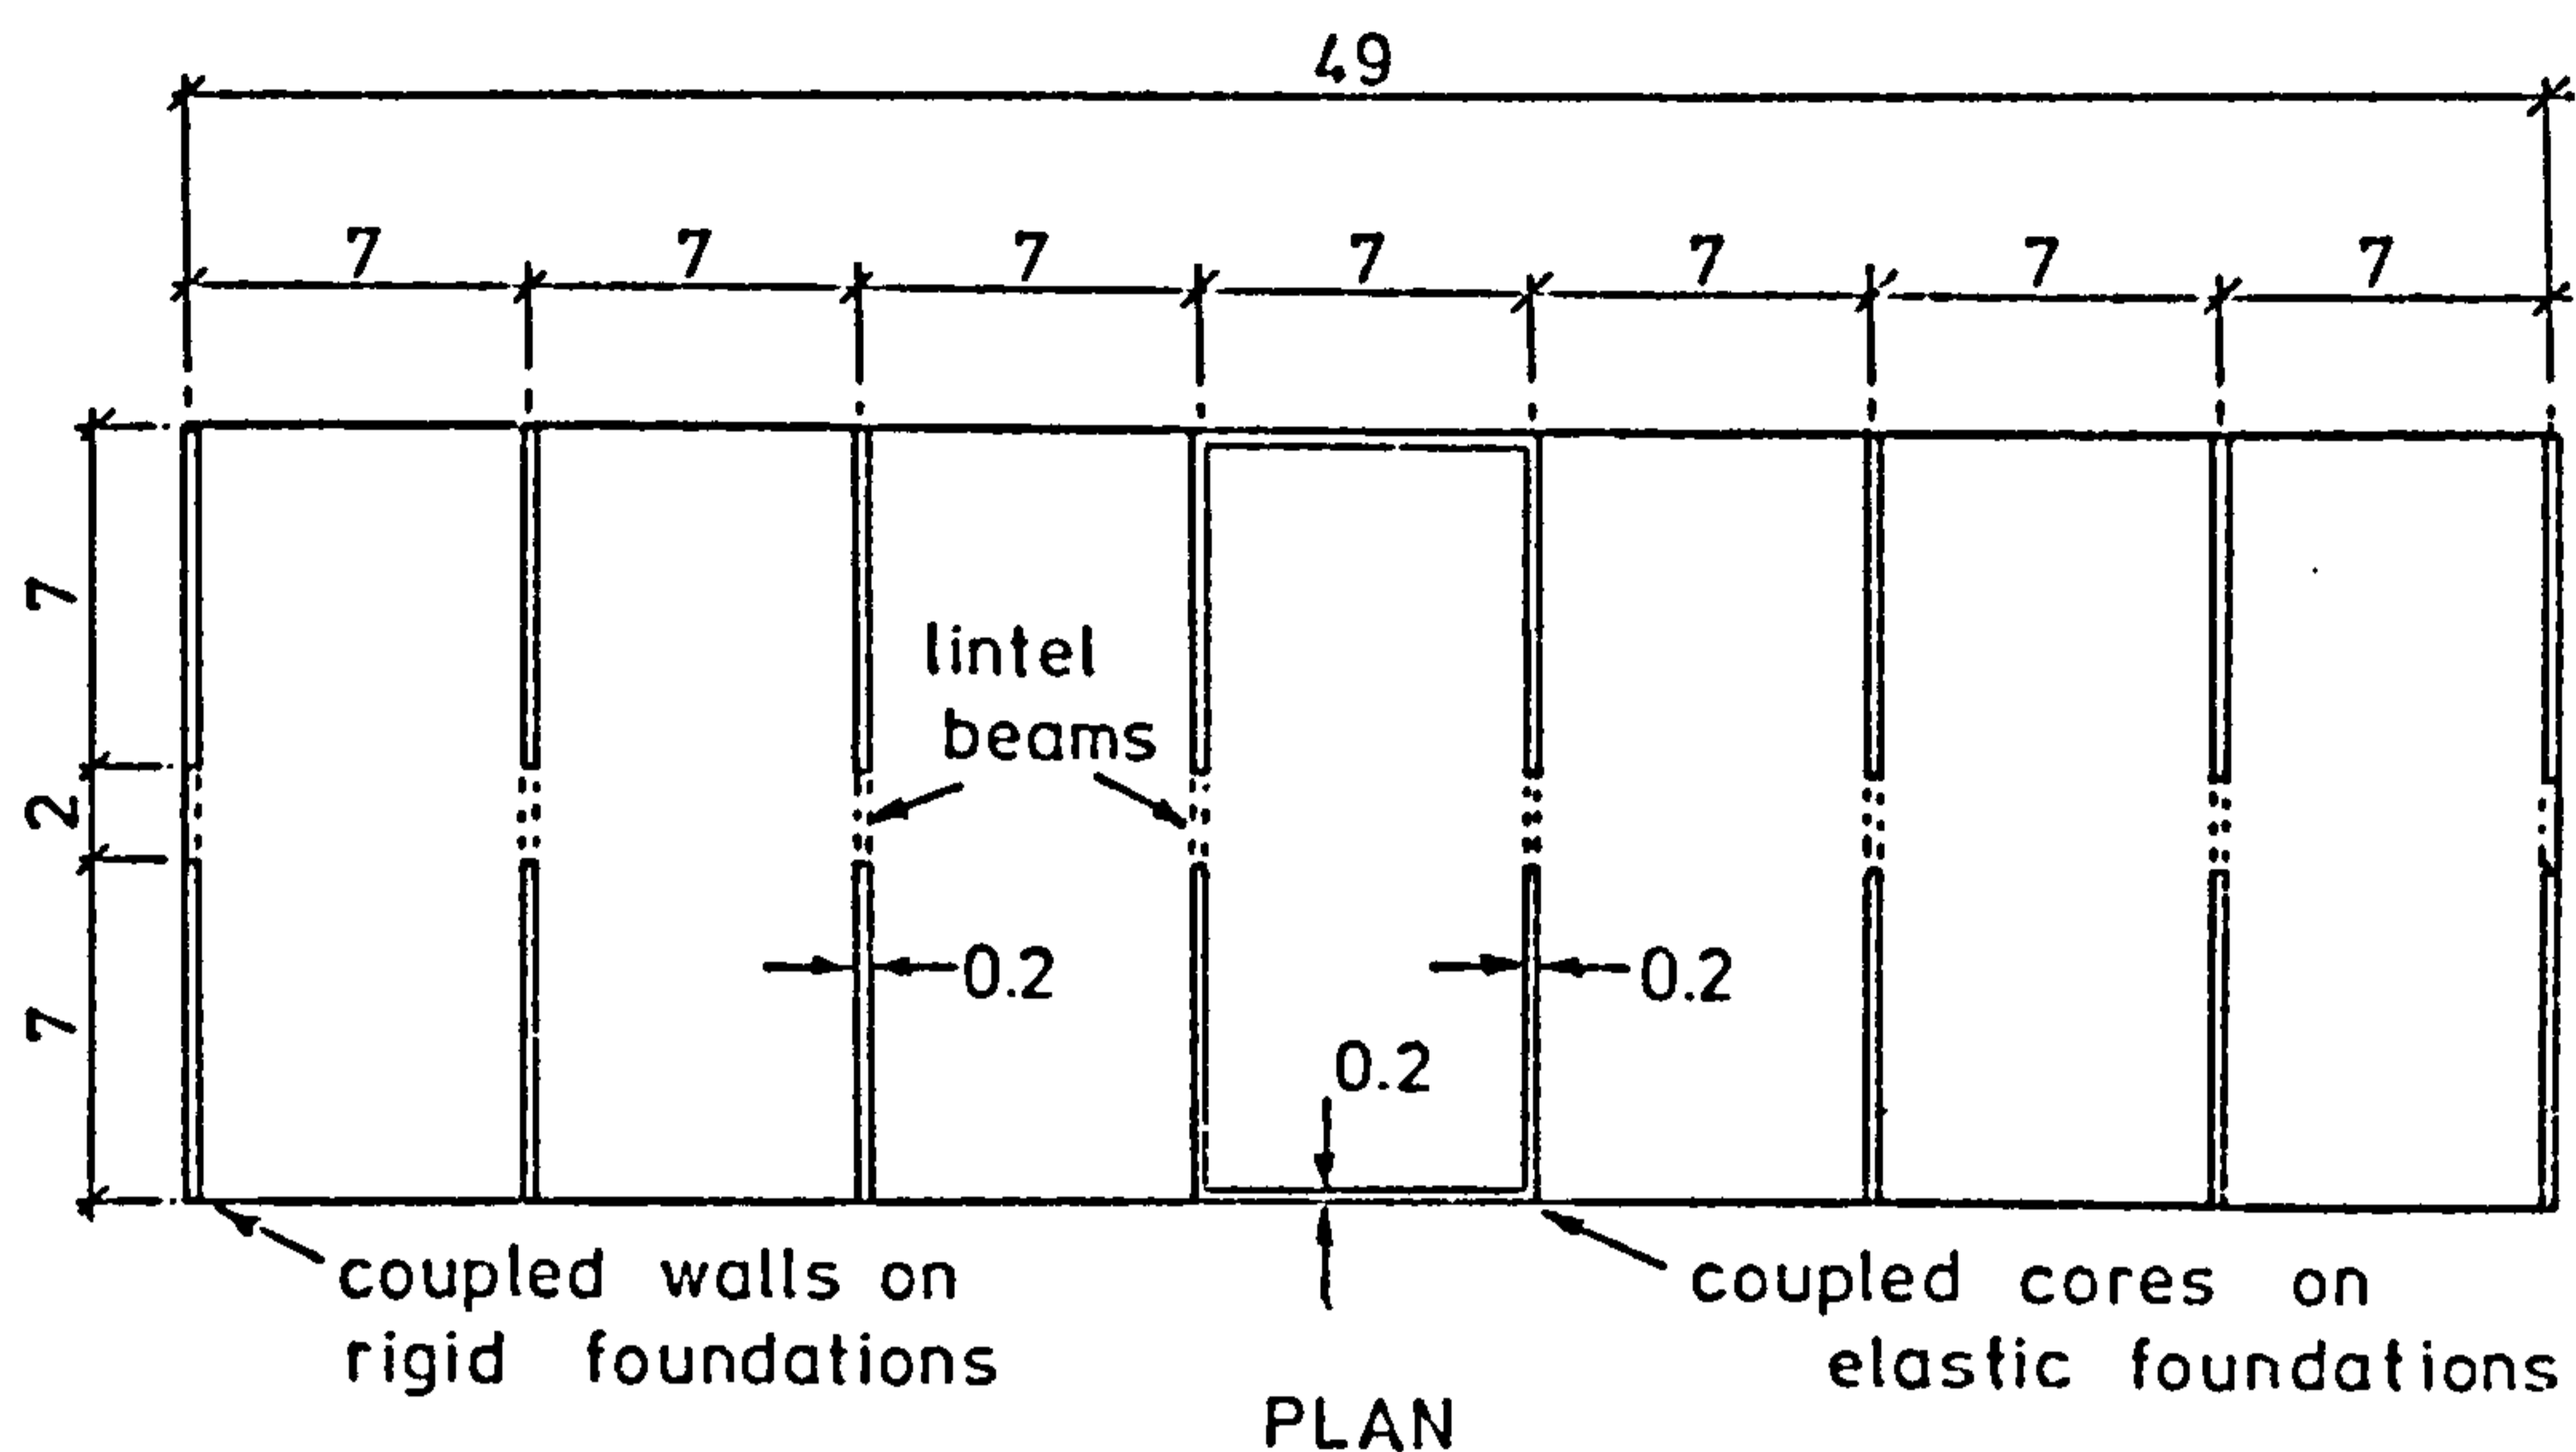 49
7 7 7 7 7 7 7
7
lintel
beams
2
0.2 0.2
7
0.2
coupled walls on
rigid foundations
coupled cores on
elastic foundations
PLAN